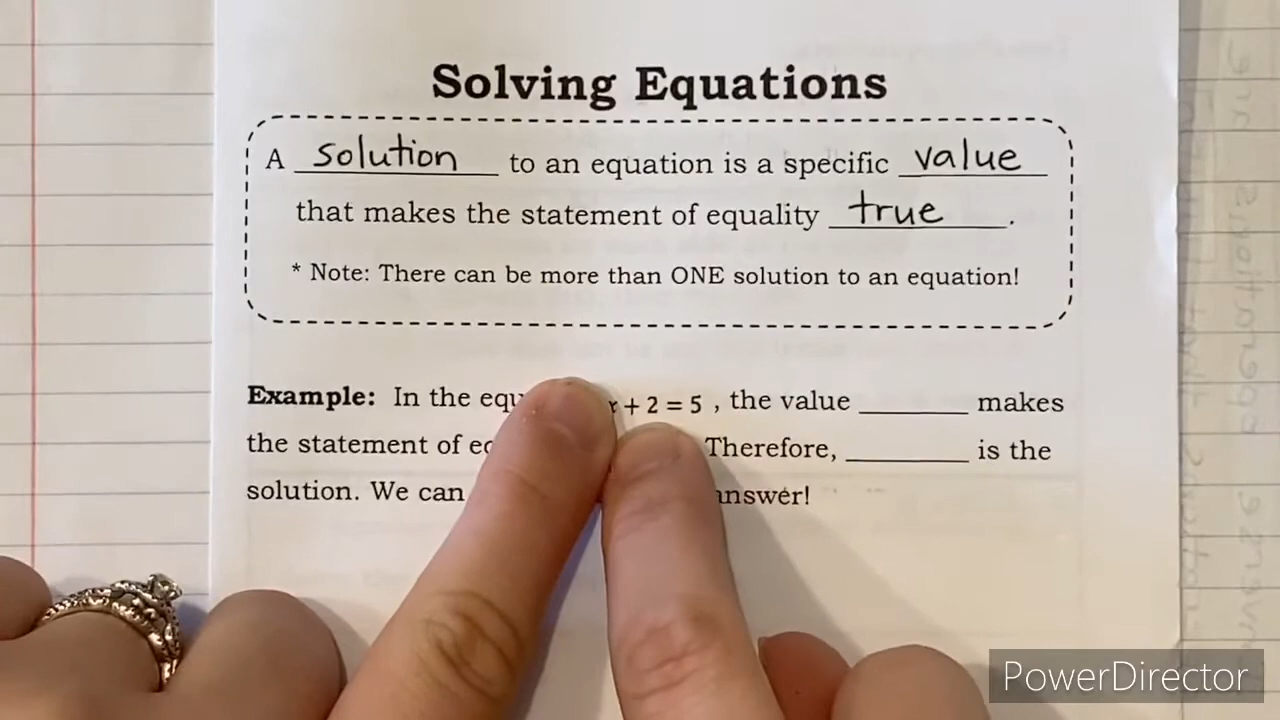 Solving Equations
A solution to an equation is a specific value
that makes the statement of equality true.
* Note: There can be more than ONE solution to an equation!
Example: In the + 2 = 5 , the value ______ makes
the statement of Therefore, ______ is the
solution. We can answer!
PowerDirector